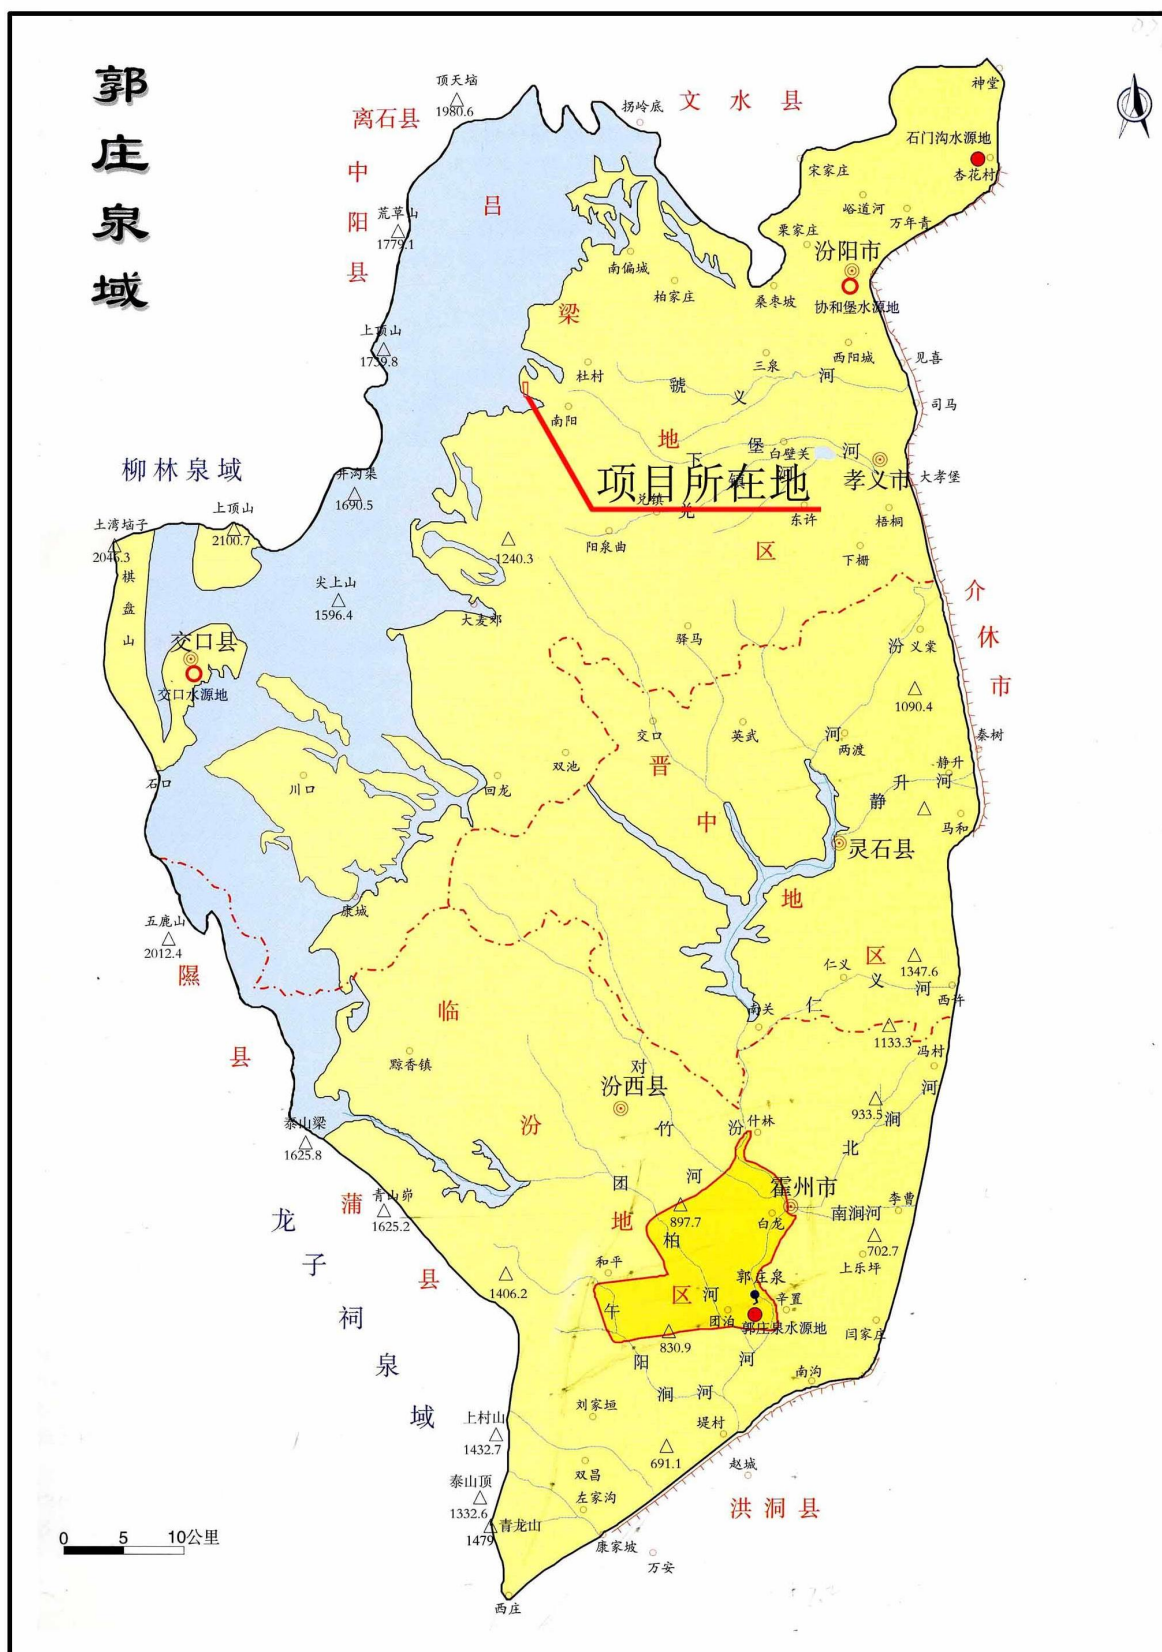 郭庄泉域
顶天垴
1980.6
离石县
拐岭底
文水县
神堂
石门沟水源地
杏花村
宋家庄
中阳县
荒草山
1779.1
吕
峪道河
万年青
栗家庄
汾阳市
协和堡水源地
南偏城
柏家庄
桑枣坡
梁
上顶山
1759.8
杜村
三泉
西阳城
见喜
虢义河
南阳
司马
地
下堡河
白壁关
镇河
孝义市
大孝堡
项目所在地
柳林泉域
井沟梁
1690.5
上顶山
2100.7
土湾垴子
2046.3
兑镇
兑
东许
梧桐
阳泉曲
1240.3
区
下栅
棋盘山
尖上山
1596.4
大麦郊
介休市
驿马
汾
义棠
交口县
交口水源地
1090.4
交口
英武
河
两渡
秦树
双池
晋
静升
静升河
石口
川口
回龙
中
马和
灵石县
康城
地
五鹿山
2012.4
隰县
区
1347.6
仁义
仁义河
西许
临
南关
1133.3
冯村
黥香镇
对竹河
汾西县
933.5
北涧河
汾
什林
汾
泰山梁
1625.8
团柏河
霍州市
李曹
青山峁
1625.2
蒲县
地
897.7
白龙
南涧河
702.7
上乐坪
龙子祠泉域
和平
1406.2
区
郭庄泉
辛置
团泊
郭庄泉水源地
830.9
闫家庄
午阳涧河
河
南沟
刘家垣
堤村
上村山
1432.7
691.1
赵城
双昌
泰山顶
1332.6
左家沟
洪洞县
青龙山
1479
康家坡
万安
西庄
0 5 10公里